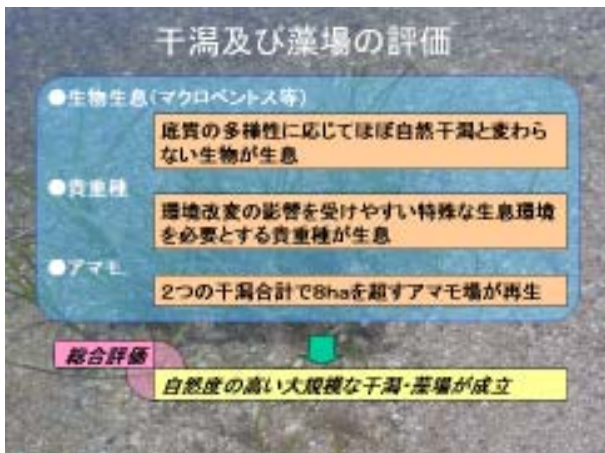 干潟及び藻場の評価
●生物生息(マクロベントス等)
底質の多様性に応じてほぼ自然干潟と変わら
ない生物が生息
●貴重種
環境改変の影響を受けやすい特殊な生息環境
を必要とする貴重種が生息
●アマモ
2つの干潟合計で8haを超すアマモ場が再生
総合評価
自然度の高い大規模な干潟・藻場が成立